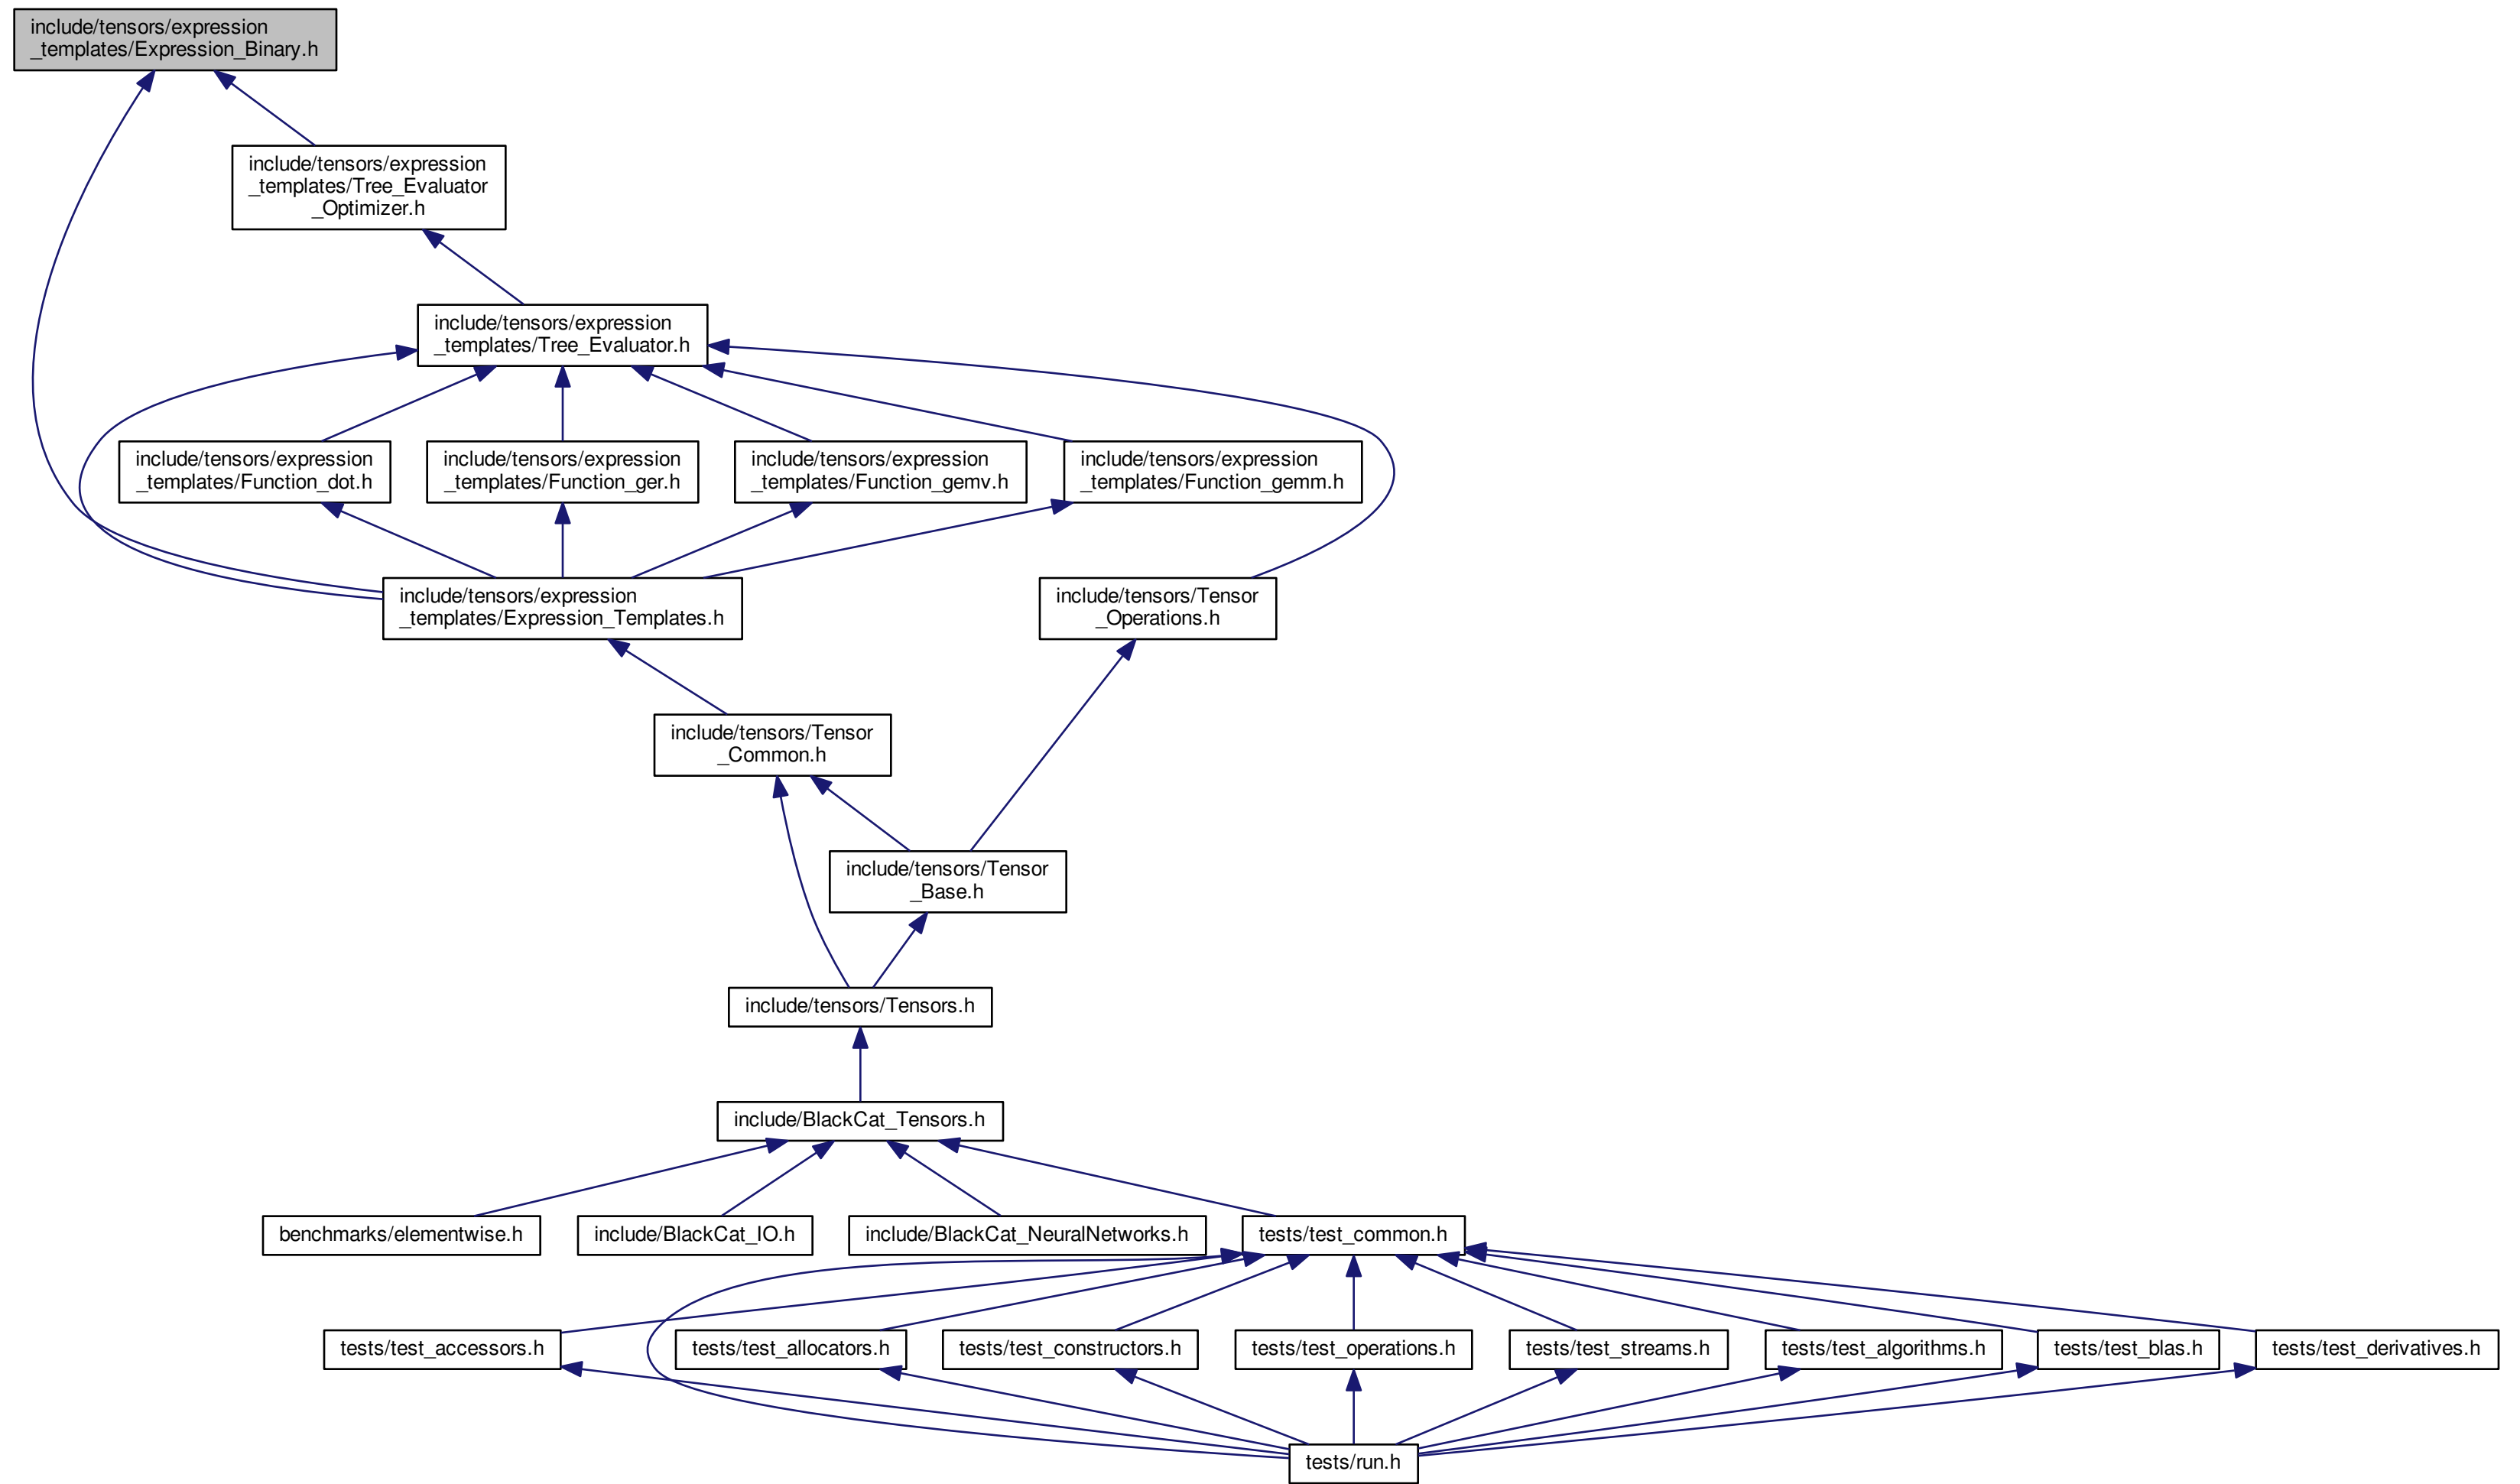 include/tensors/expression
_templates/Expression_Binary.h
include/tensors/expression
_templates/Tree_Evaluator
_Optimizer.h
include/tensors/expression
_templates/Tree_Evaluator.h
include/tensors/expression
_templates/Function_dot.h
include/tensors/expression
_templates/Function_ger.h
include/tensors/expression
_templates/Function_gemv.h
include/tensors/expression
_templates/Function_gemm.h
include/tensors/expression
_templates/Expression_Templates.h
include/tensors/Tensor
_Operations.h
include/tensors/Tensor
_Common.h
include/tensors/Tensor
_Base.h
include/tensors/Tensors.h
include/BlackCat_Tensors.h
benchmarks/elementwise.h
include/BlackCat_IO.h
include/BlackCat_NeuralNetworks.h
tests/test_common.h
tests/test_accessors.h
tests/test_allocators.h
tests/test_constructors.h
tests/test_operations.h
tests/test_streams.h
tests/test_algorithms.h
tests/test_blas.h
tests/test_derivatives.h
tests/run.h